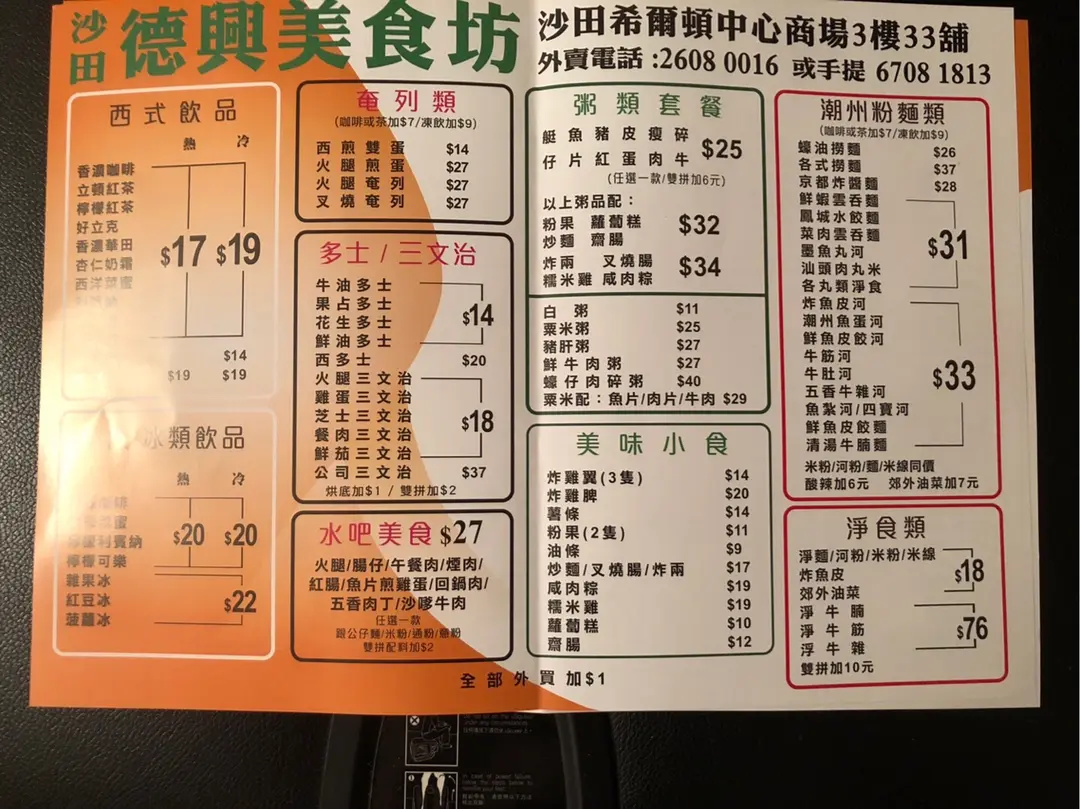 沙田
德興美食坊
沙田希爾頓中心商場3樓33舖
外賣電話:2608 0016 或手提 6708 1813
西式飲品
熱 冷
香濃咖啡
立頓紅茶
檸檬紅茶
好立克
香濃華田
杏仁奶霜
西洋菜蜜
$17 $19
$14
$19 $19
冰類飲品
熱 冷
咖啡
菜蜜
檸檬利賓納
檸檬可樂
$20 $20
雜果冰
紅豆冰
菠蘿冰
$22
奄列類
(咖啡或茶加$7/凍飲加$9)
西煎雙蛋 $14
火腿煎蛋 $27
火腿奄列 $27
叉燒奄列 $27
多士/三文治
牛油多士
果占多士
花生多士
鮮油多士
$14
西多士 $20
火腿三文治
雞蛋三文治
芝士三文治
餐肉三文治
鮮茄三文治
$18
公司三文治 $37
烘底加$1 / 雙拼加$2
水吧美食 $27
火腿/腸仔/午餐肉/煙肉/
紅腸/魚片煎雞蛋/回鍋肉/
五香肉丁/沙嗲牛肉
任選一款
跟公仔麵/米粉/通粉/意粉
雙拼配料加$2
粥類套餐
艇魚豬皮瘦碎
仔片紅蛋肉牛 $25
(任選一款/雙拼加6元)
以上粥品配：
粉果 蘿蔔糕
炒麵 齋腸
$32
炸兩 叉燒腸
糯米雞 咸肉粽
$34
白粥 $11
粟米粥 $25
豬肝粥 $27
鮮牛肉粥 $27
蠔仔肉碎粥 $40
粟米配：魚片/肉片/牛肉 $29
美味小食
炸雞翼(3隻) $14
炸雞脾 $20
薯條 $14
粉果(2隻) $11
油條 $9
炒麵/叉燒腸/炸兩 $17
咸肉粽 $19
糯米雞 $19
蘿蔔糕 $10
齋腸 $12
潮州粉麵類
(咖啡或茶加$7/凍飲加$9)
蠔油撈麵 $26
各式撈麵 $37
京都炸醬麵 $28
鮮蝦雲吞麵
鳳城水餃麵
菜肉雲吞麵
墨魚丸河
汕頭肉丸米
各丸類淨食
$31
炸魚皮河
潮州魚蛋河
鮮魚皮餃河
牛筋河
牛肚河
五香牛雜河
魚紮河/四寶河
鮮魚皮餃麵
清湯牛腩麵
$33
米粉/河粉/麵/米線同價
酸辣加6元 郊外油菜加7元
淨食類
淨麵/河粉/米粉/米線
炸魚皮
郊外油菜
$18
淨牛腩
淨牛筋
浮牛雜
$76
雙拼加10元
全部外買加$1